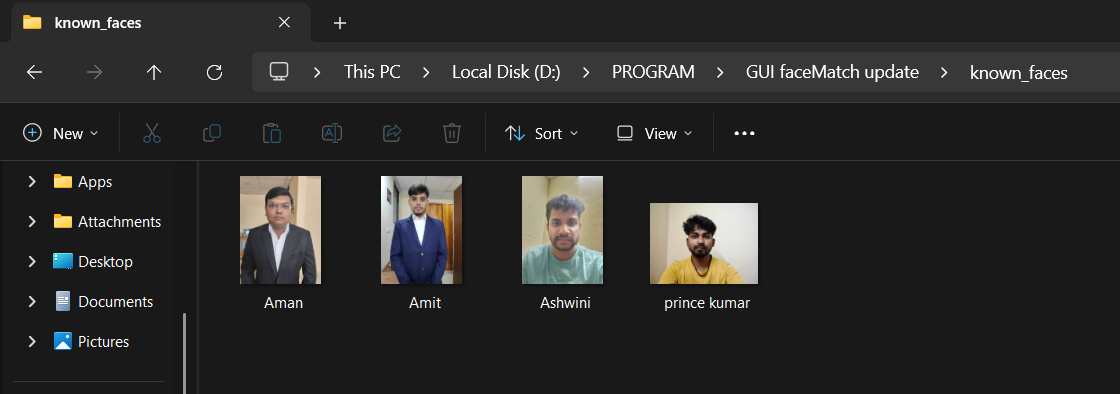 known_faces
This PC > Local Disk (D:) > PROGRAM > GUI faceMatch update > known_faces
New Sort View
Apps
Attachments
Desktop
Documents
Pictures
Aman Amit Ashwini prince kumar